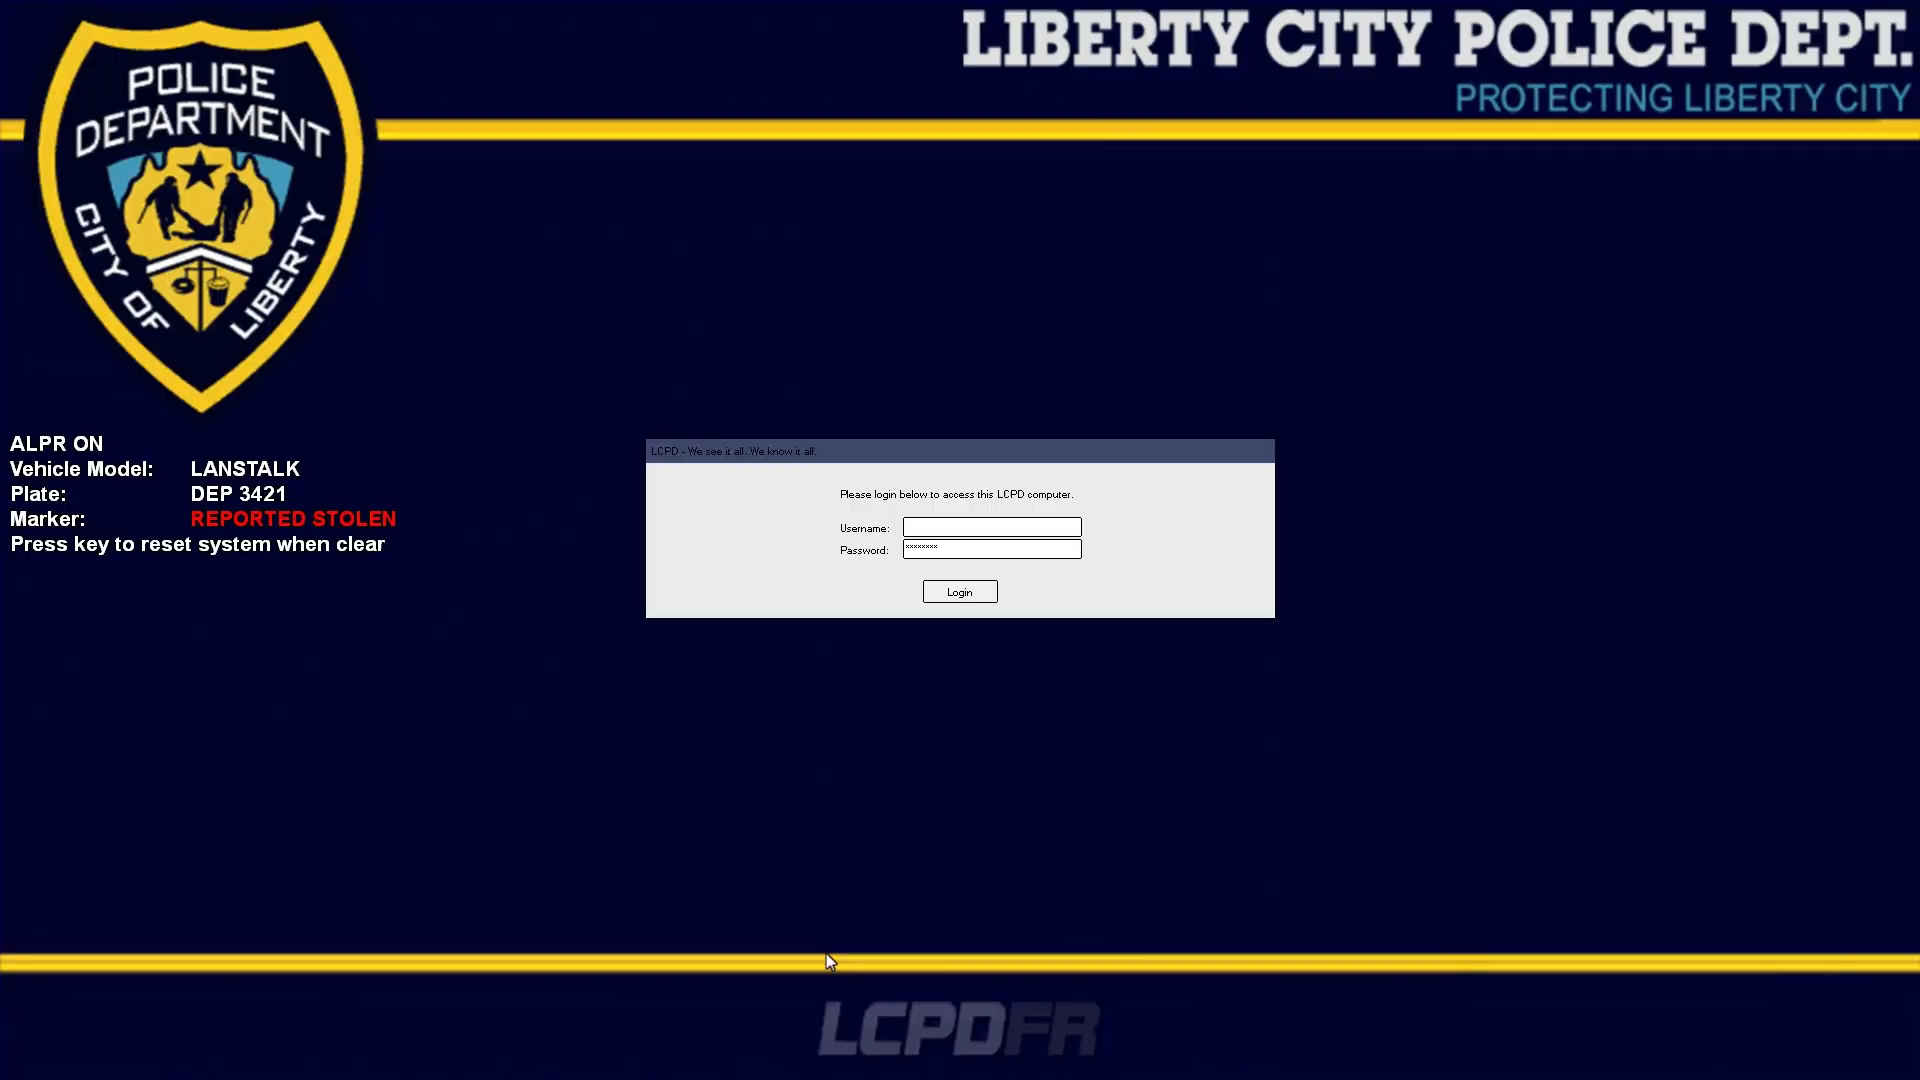 LIBERTY CITY POLICE DEPT.
PROTECTING LIBERTY CITY
POLICE
DEPARTMENT
CITY OF LIBERTY
ALPR ON
Vehicle Model: LANSTALK
Plate: DEP 3421
Marker: REPORTED STOLEN
Press key to reset system when clear
LCPD - We see it all. We know it all.
Please login below to access this LCPD computer.
Username:
Password: ********
Login
LCPDFR